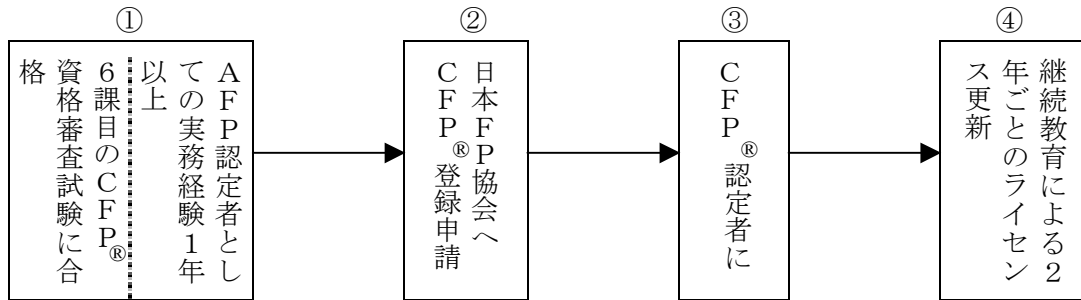 ①
ＡＦＰ認定者とし
ての実務経験１年
以上
６課目のＣＦＰ®
資格審査試験に合
格
②
日本ＦＰ協会へ
ＣＦＰ®登録申請
③
ＣＦＰ®認定者に
④
継続教育による２
年ごとのライセン
ス更新